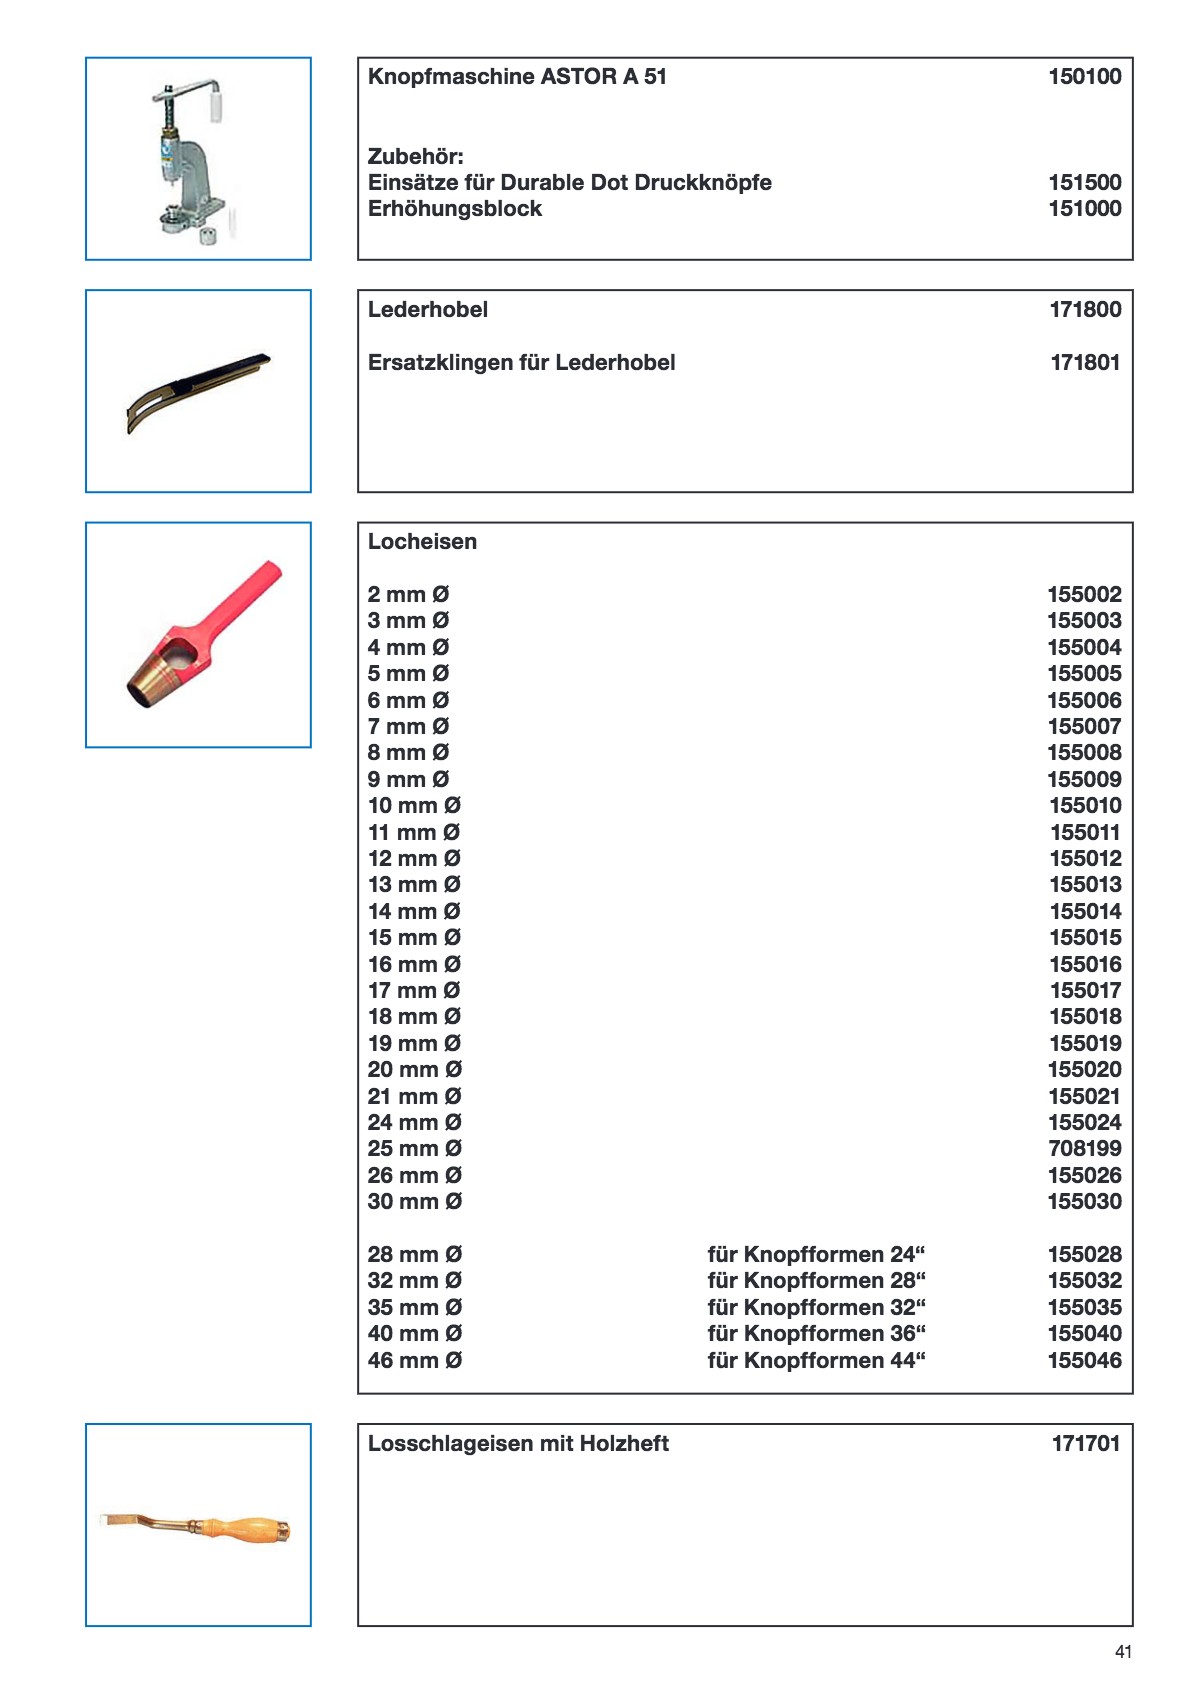 Knopfmaschine ASTOR A 51 150100
Zubehör:
Einsätze für Durable Dot Druckknöpfe 151500
Erhöhungsblock 151000
Lederhobel 171800
Ersatzklingen für Lederhobel 171801
Locheisen
2 mm Ø 155002
3 mm Ø 155003
4 mm Ø 155004
5 mm Ø 155005
6 mm Ø 155006
7 mm Ø 155007
8 mm Ø 155008
9 mm Ø 155009
10 mm Ø 155010
11 mm Ø 155011
12 mm Ø 155012
13 mm Ø 155013
14 mm Ø 155014
15 mm Ø 155015
16 mm Ø 155016
17 mm Ø 155017
18 mm Ø 155018
19 mm Ø 155019
20 mm Ø 155020
21 mm Ø 155021
24 mm Ø 155024
25 mm Ø 708199
26 mm Ø 155026
30 mm Ø 155030
28 mm Ø für Knopfformen 24“ 155028
32 mm Ø für Knopfformen 28“ 155032
35 mm Ø für Knopfformen 32“ 155035
40 mm Ø für Knopfformen 36“ 155040
46 mm Ø für Knopfformen 44“ 155046
Losschlageisen mit Holzheft 171701
41